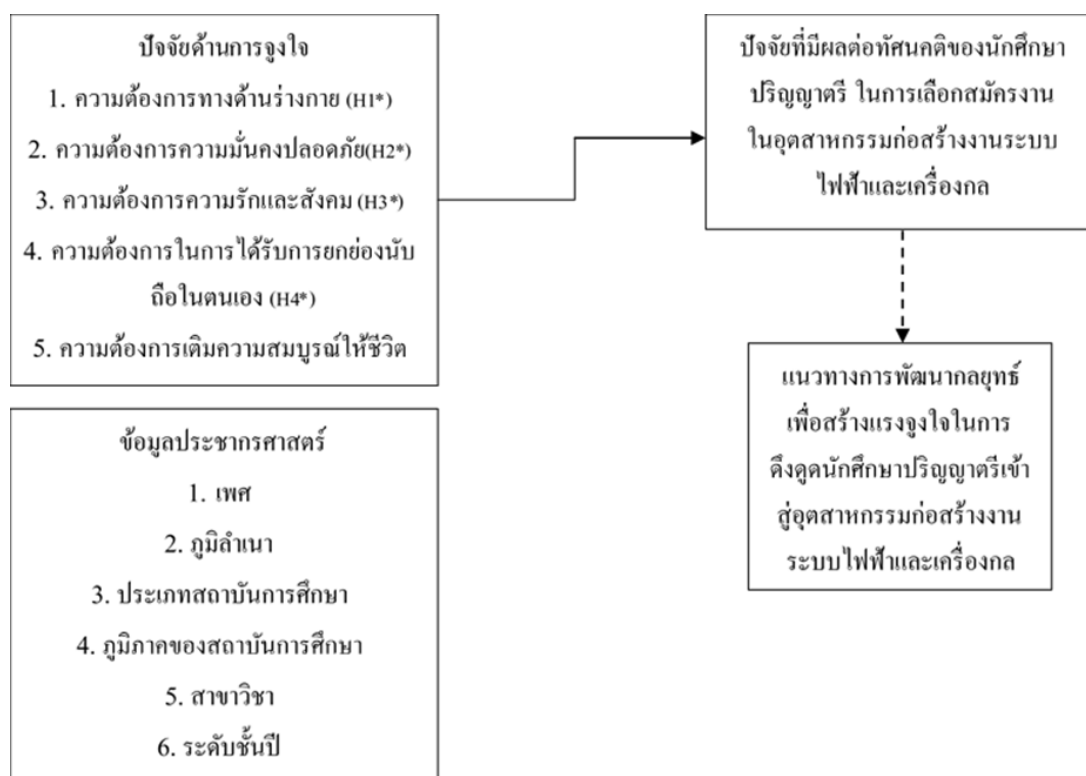 ปัจจัยด้านการจูงใจ
1. ความต้องการทางด้านร่างกาย (H1*)
2. ความต้องการความมั่นคงปลอดภัย(H2*)
3. ความต้องการความรักและสังคม (H3*)
4. ความต้องการในการได้รับการยกย่องนับ
ถือในตนเอง (H4*)
5. ความต้องการเติมความสมบูรณ์ให้ชีวิต
ข้อมูลประชากรศาสตร์
1. เพศ
2. ภูมิลำเนา
3. ประเภทสถาบันการศึกษา
4. ภูมิภาคของสถาบันการศึกษา
5. สาขาวิชา
6. ระดับชั้นปี
ปัจจัยที่มีผลต่อทัศนคติของนักศึกษา
ปริญญาตรี ในการเลือกสมัครงาน
ในอุตสาหกรรมก่อสร้างงานระบบ
ไฟฟ้าและเครื่องกล
แนวทางการพัฒนากลยุทธ์
เพื่อสร้างแรงจูงใจในการ
ดึงดูดนักศึกษาปริญญาตรีเข้า
สู่อุตสาหกรรมก่อสร้างงาน
ระบบไฟฟ้าและเครื่องกล